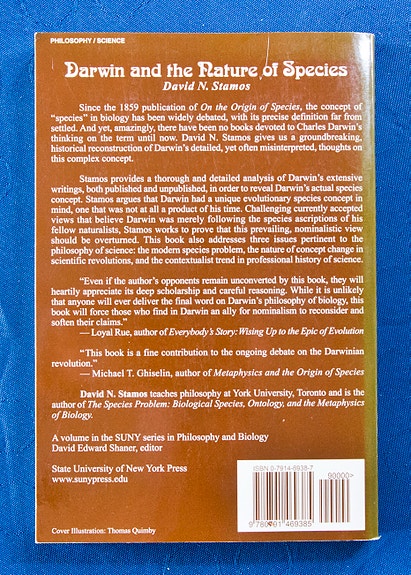 PHILOSOPHY / SCIENCE
Darwin and the Nature of Species
David N. Stamos
Since the 1859 publication of On the Origin of Species, the concept of
“species” in biology has been widely debated, with its precise definition far from
settled. And yet, amazingly, there have been no books devoted to Charles Darwin’s
thinking on the term until now. David N. Stamos gives us a groundbreaking,
historical reconstruction of Darwin’s detailed, yet often misinterpreted, thoughts on
this complex concept.
Stamos provides a thorough and detailed analysis of Darwin’s extensive
writings, both published and unpublished, in order to reveal Darwin’s actual species
concept. Stamos argues that Darwin had a unique evolutionary species concept in
mind, one that was not at all a product of his time. Challenging currently accepted
views that believe Darwin was merely following the species ascriptions of his
fellow naturalists, Stamos works to prove that this prevailing, nominalistic view
should be overturned. This book also addresses three issues pertinent to the
philosophy of science: the modern species problem, the nature of concept change in
scientific revolutions, and the contextualist trend in professional history of science.
“Even if the author’s opponents remain unconverted by this book, they will
heartily appreciate its deep scholarship and careful reasoning. While it is unlikely
that anyone will ever deliver the final word on Darwin’s philosophy of biology, this
book will force those who find in Darwin an ally for nominalism to reconsider and
soften their claims.”
— Loyal Rue, author of Everybody’s Story: Wising Up to the Epic of Evolution
“This book is a fine contribution to the ongoing debate on the Darwinian
revolution.”
— Michael T. Ghiselin, author of Metaphysics and the Origin of Species
David N. Stamos teaches philosophy at York University, Toronto and is the
author of The Species Problem: Biological Species, Ontology, and the Metaphysics
of Biology.
A volume in the SUNY series in Philosophy and Biology
David Edward Shaner, editor
State University of New York Press
www.sunypress.edu
ISBN 0-7914-6938-7
90000>
9 780791 469385
Cover Illustration: Thomas Quimby